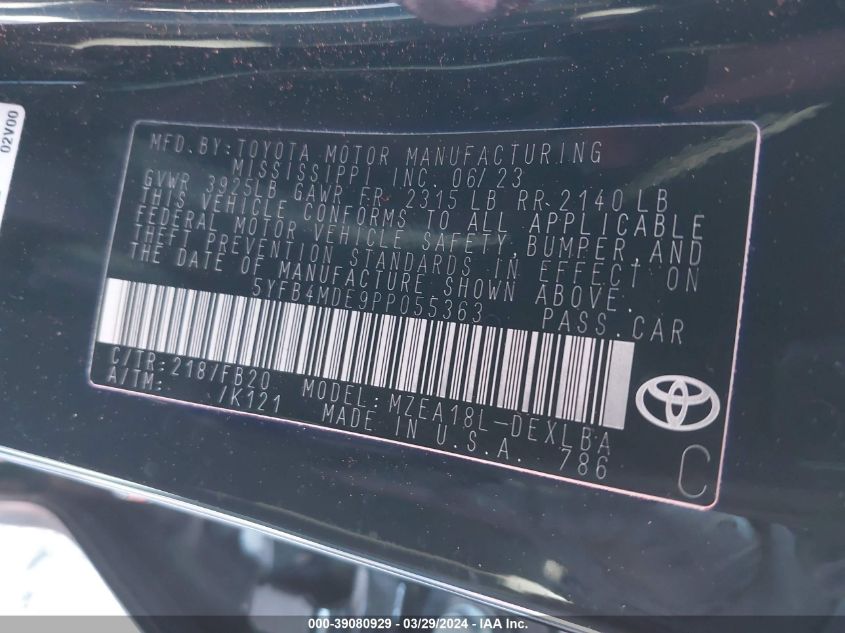 02V00
MFD.BY:TOYOTA MOTOR MANUFACTURING
MISSISSIPPI INC. 06/23
GVWR 3925LB GAWR FR 2315 LB RR 2140 LB
THIS VEHICLE CONFORMS TO ALL APPLICABLE
FEDERAL MOTOR VEHICLE SAFETY,BUMPER,AND
THEFT PREVENTION STANDARDS IN EFFECT ON
THE DATE OF MANUFACTURE SHOWN ABOVE.
5YFB4MDE9PP055363 PASS.CAR
C/TR:218/FB20 MODEL:MZEA18L-DEXLBA
A/TM: /K121 MADE IN U.S.A. 786
C
000-39080929 - 03/29/2024 - IAA Inc.